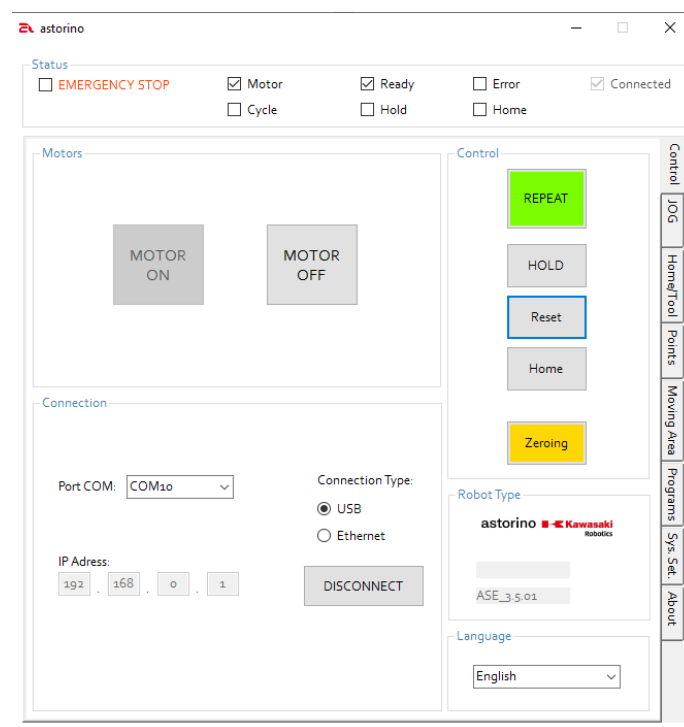 astorino
Status
EMERGENCY STOP
Motor
Ready
Error
Connected
Cycle
Hold
Home
Motors
MOTOR
ON
MOTOR
OFF
Control
REPEAT
HOLD
Reset
Home
Zeroing
Connection
Port COM:
COM10
Connection Type:
USB
Ethernet
IP Adress:
192 . 168 . 0 . 1
DISCONNECT
Robot Type
astorino Kawasaki
Robotics
ASE_3.5.01
Language
English
Control
JOG
Home/Tool
Points
Moving Area
Programs
Sys. Set.
About